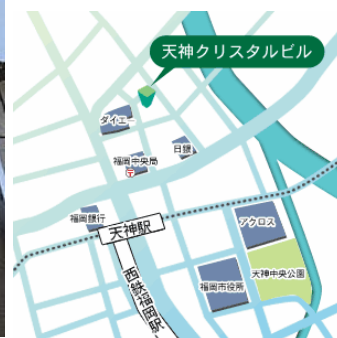 天神クリスタルビル
ダイエー
日銀
福岡中央局
〒
福岡銀行
天神駅
アクロス
西鉄福岡駅
天神中央公園
福岡市役所